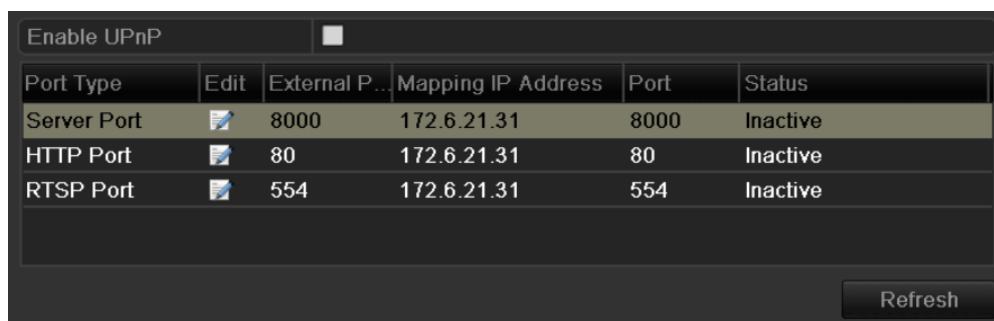 Enable UPnP
Port Type Edit External P... Mapping IP Address Port Status
Server Port 8000 172.6.21.31 8000 Inactive
HTTP Port 80 172.6.21.31 80 Inactive
RTSP Port 554 172.6.21.31 554 Inactive
Refresh